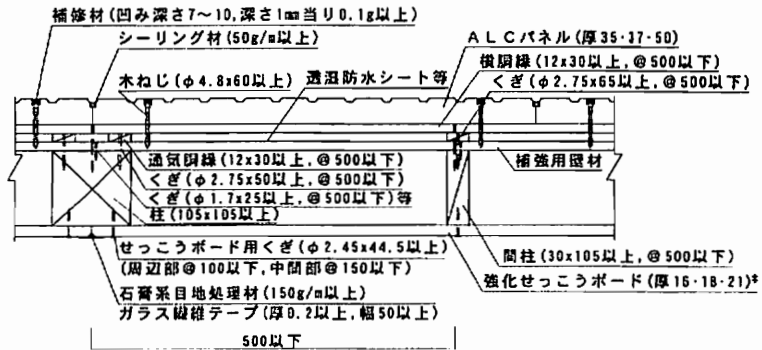 補修材(凹み深さ7～10,深さ1mm当り0.1g以上)
シーリング材(50g/m以上)
ALCパネル(厚35·37·50)
横胴縁(12x30以上,@500以下)
木ねじ(φ4.8x60以上)
透湿防水シート等
くぎ(φ2.75x65以上,@500以下)
通気胴縁(12x30以上,@500以下)
補強用壁材
くぎ(φ2.75x50以上,@500以下)
くぎ(φ1.7x25以上,@500以下)等
柱(105x105以上)
せっこうボード用くぎ(φ2.45x44.5以上)
(周辺部@100以下,中間部@150以下)
間柱(30x105以上,@500以下)
強化せっこうボード(厚16·18·21)*
石膏系目地処理材(150g/m以上)
ガラス繊維テープ(厚0.2以上,幅50以上)
500以下